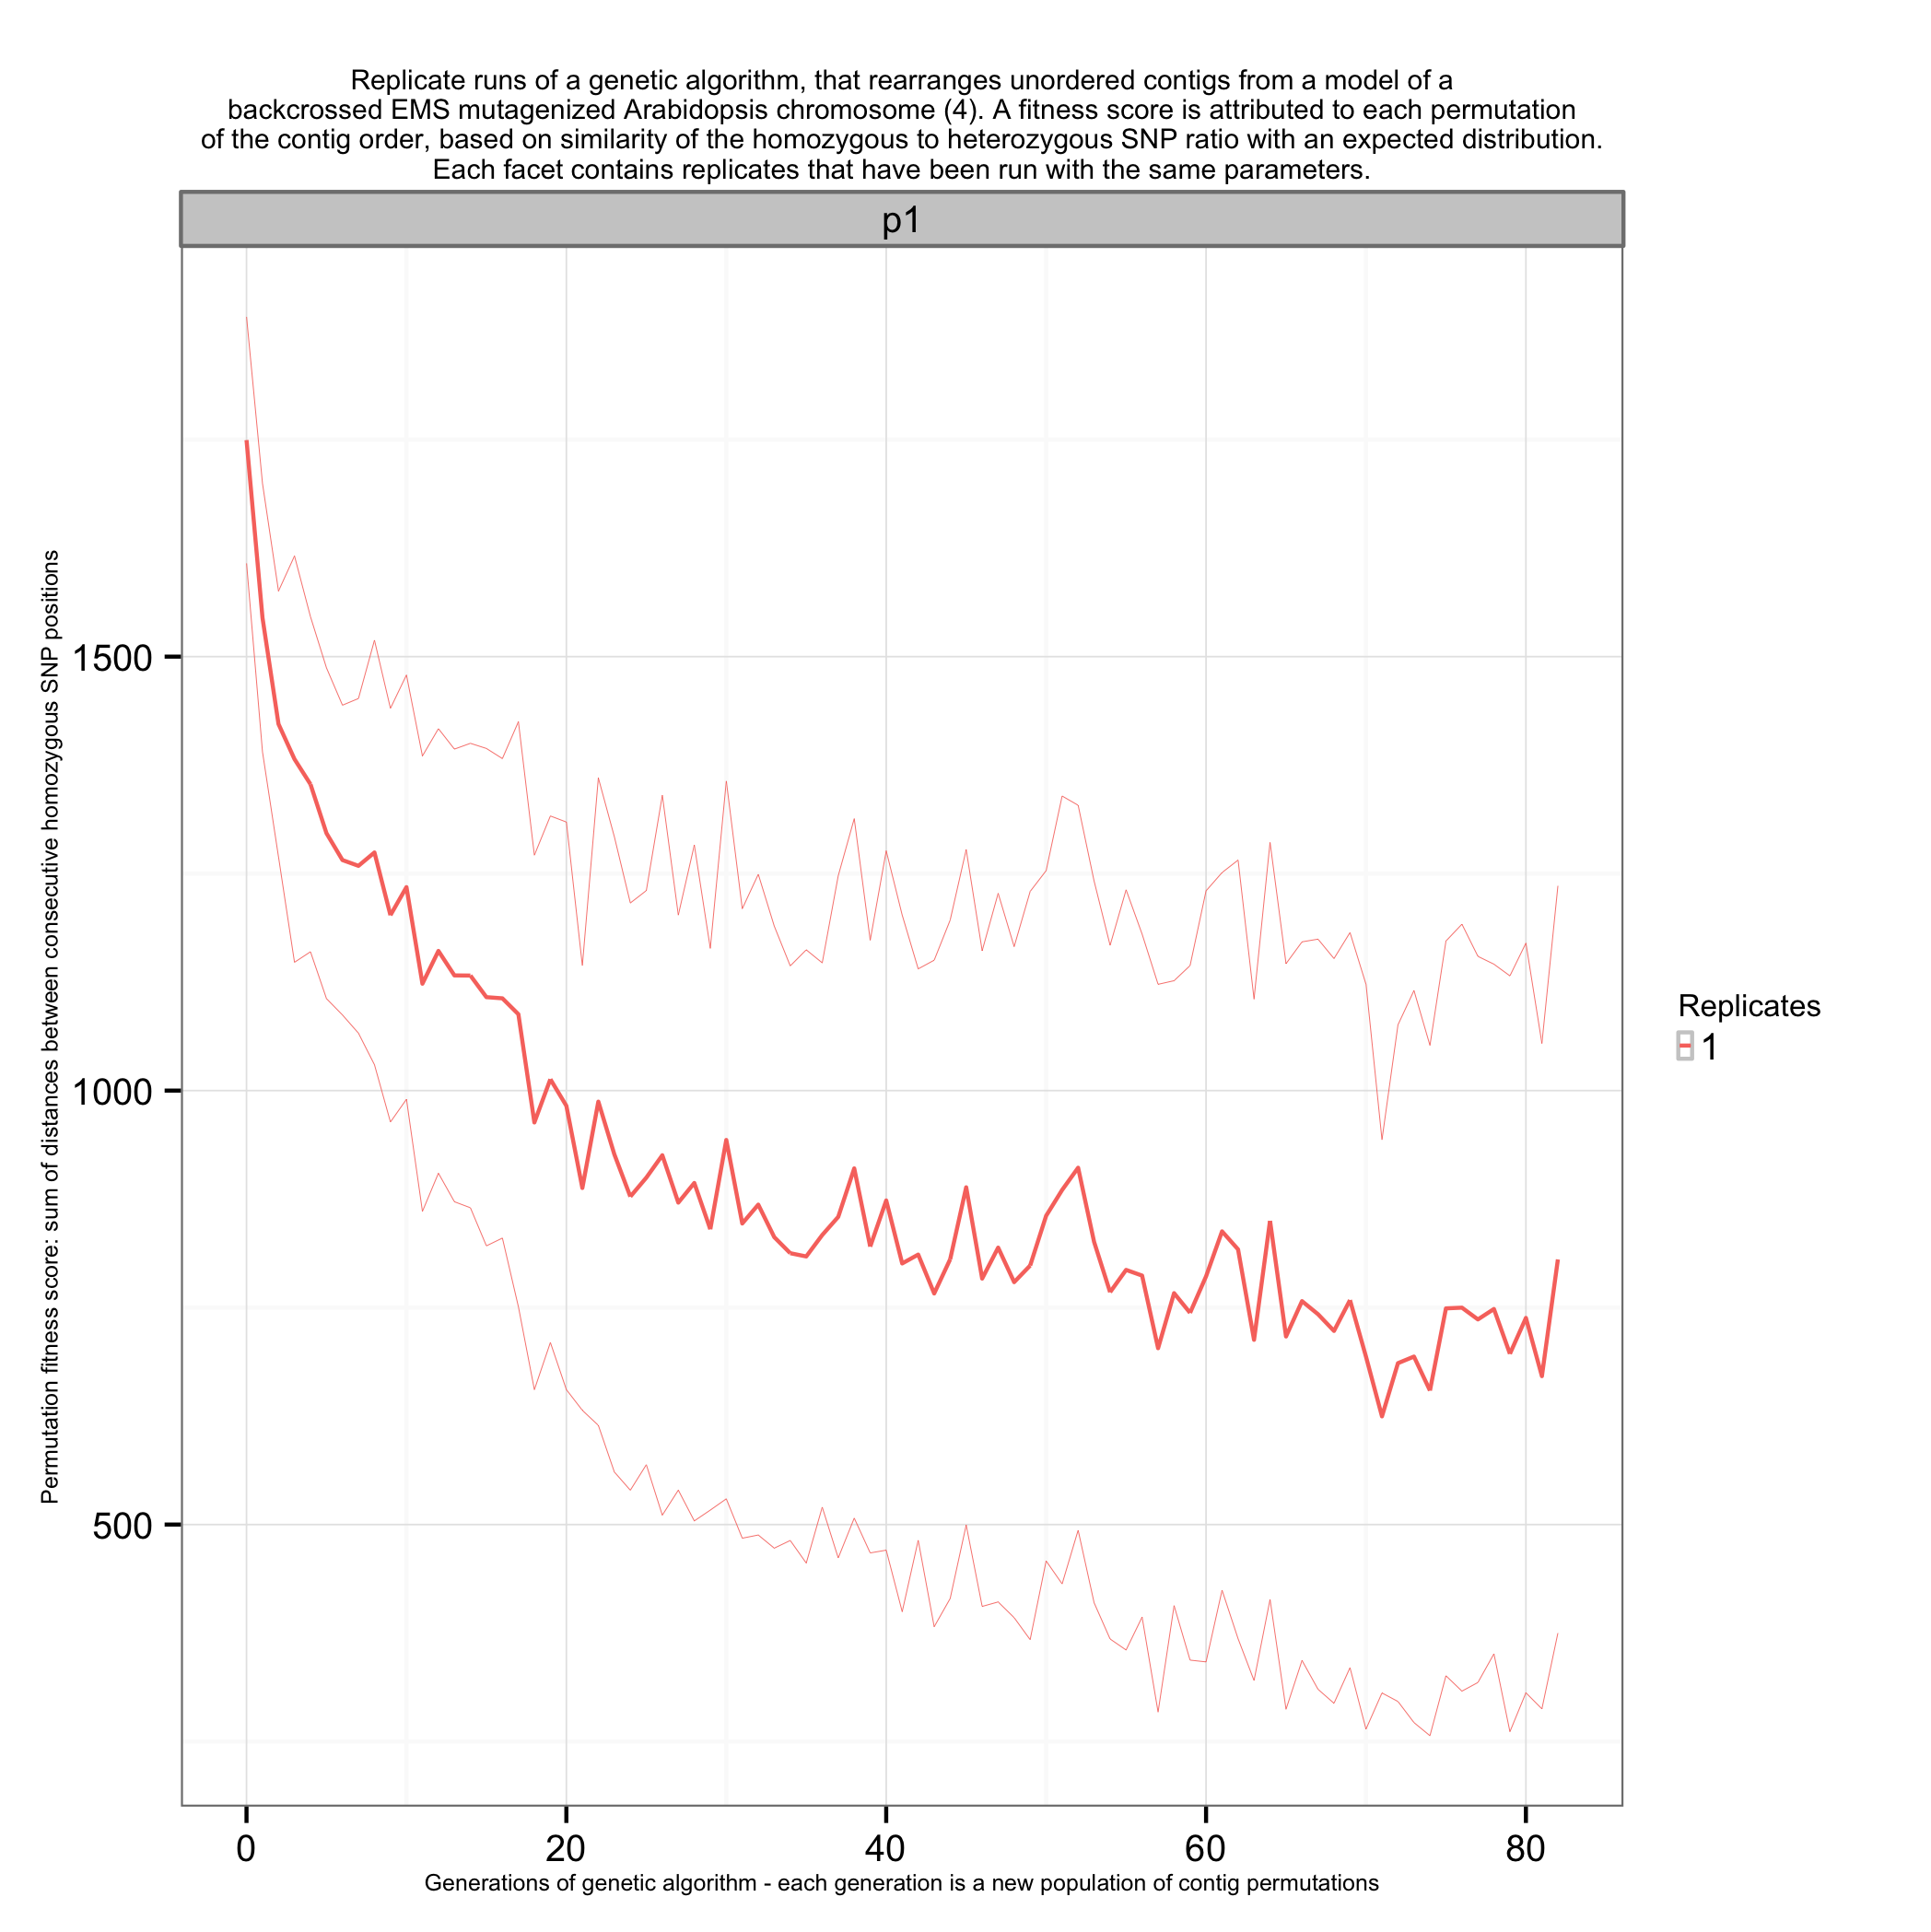 Replicate runs of a genetic algorithm, that rearranges unordered contigs from a model of a
backcrossed EMS mutagenized Arabidopsis chromosome (4). A fitness score is attributed to each permutation
of the contig order, based on similarity of the homozygous to heterozygous SNP ratio with an expected distribution.
Each facet contains replicates that have been run with the same parameters.
p1
Permutation fitness score: sum of distances between consecutive homozygous SNP positions
1500
1000
500
Replicates
1
0 20 40 60 80
Generations of genetic algorithm - each generation is a new population of contig permutations